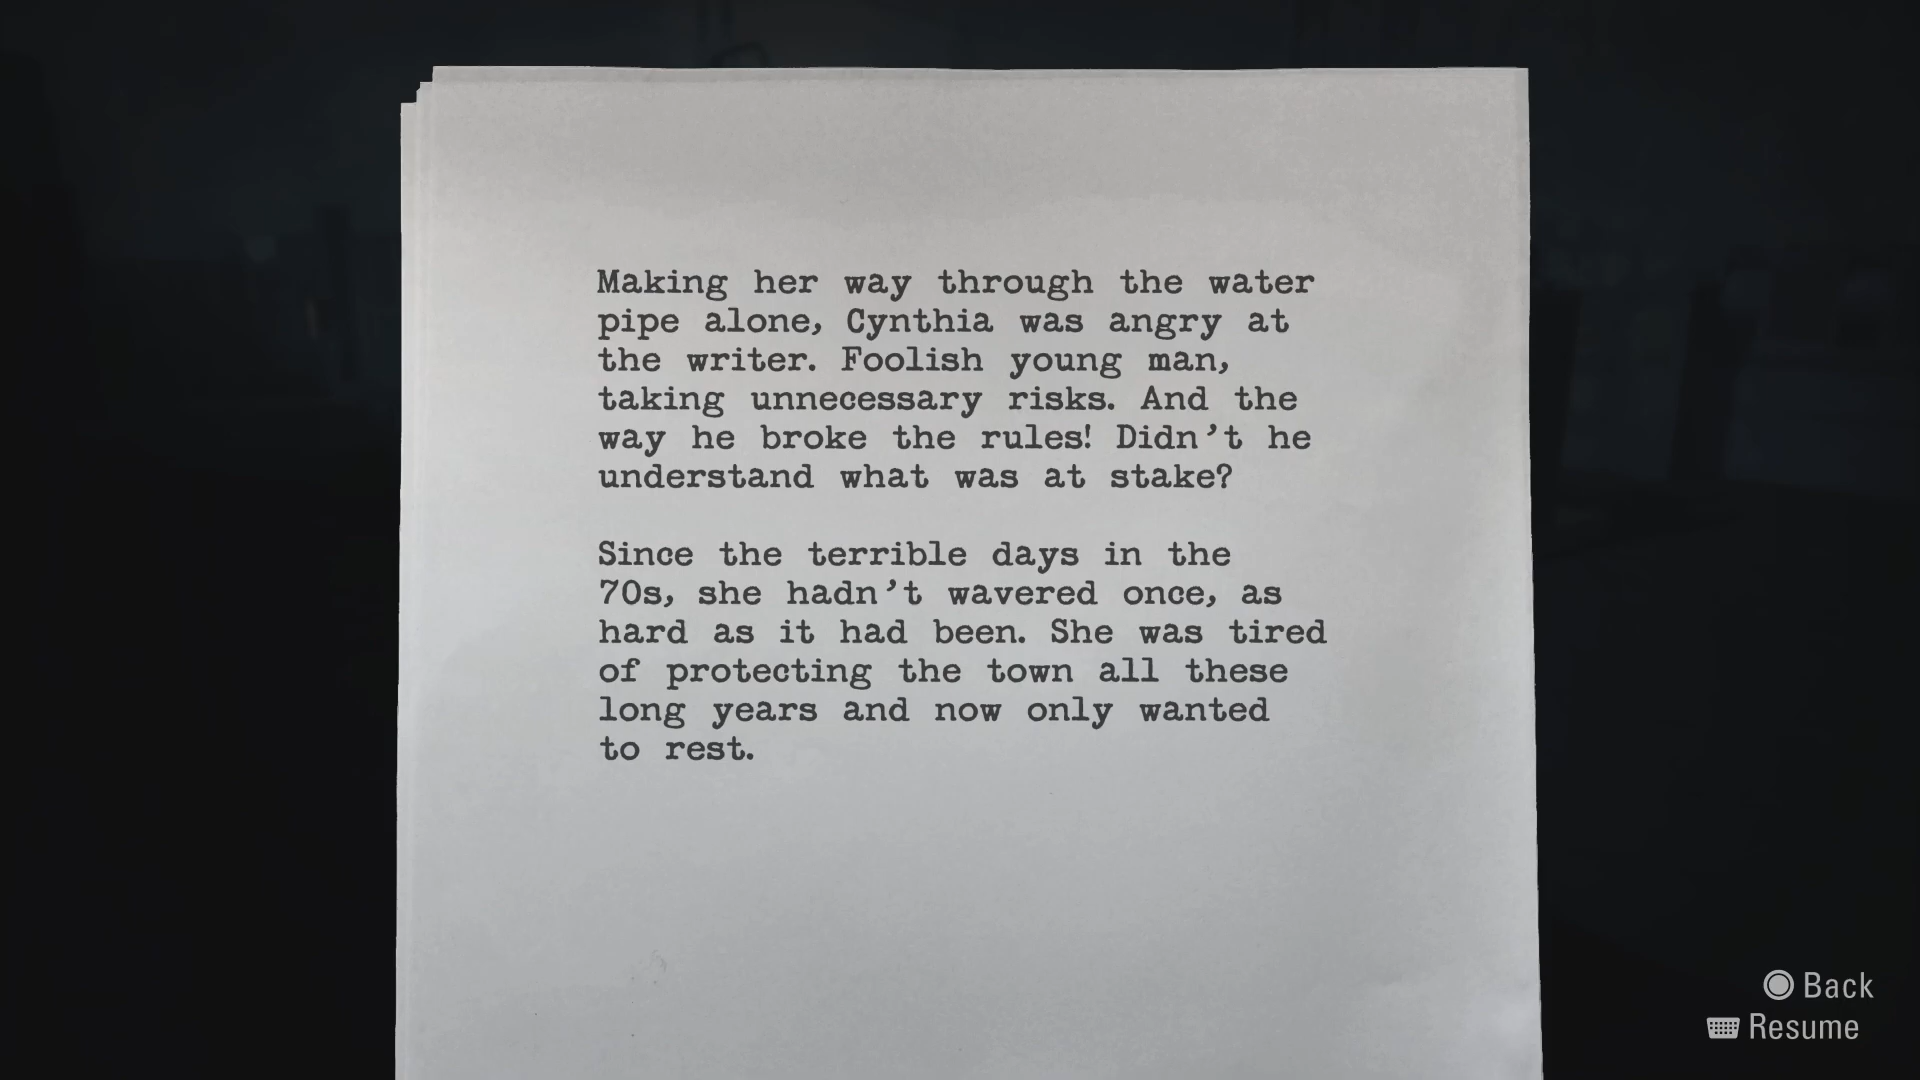 Making her way through the water
pipe alone, Cynthia was angry at
the writer. Foolish young man,
taking unnecessary risks. And the
way he broke the rules! Didn’t he
understand what was at stake?
Since the terrible days in the
70s, she hadn’t wavered once, as
hard as it had been. She was tired
of protecting the town all these
long years and now only wanted
to rest.
Back
Resume